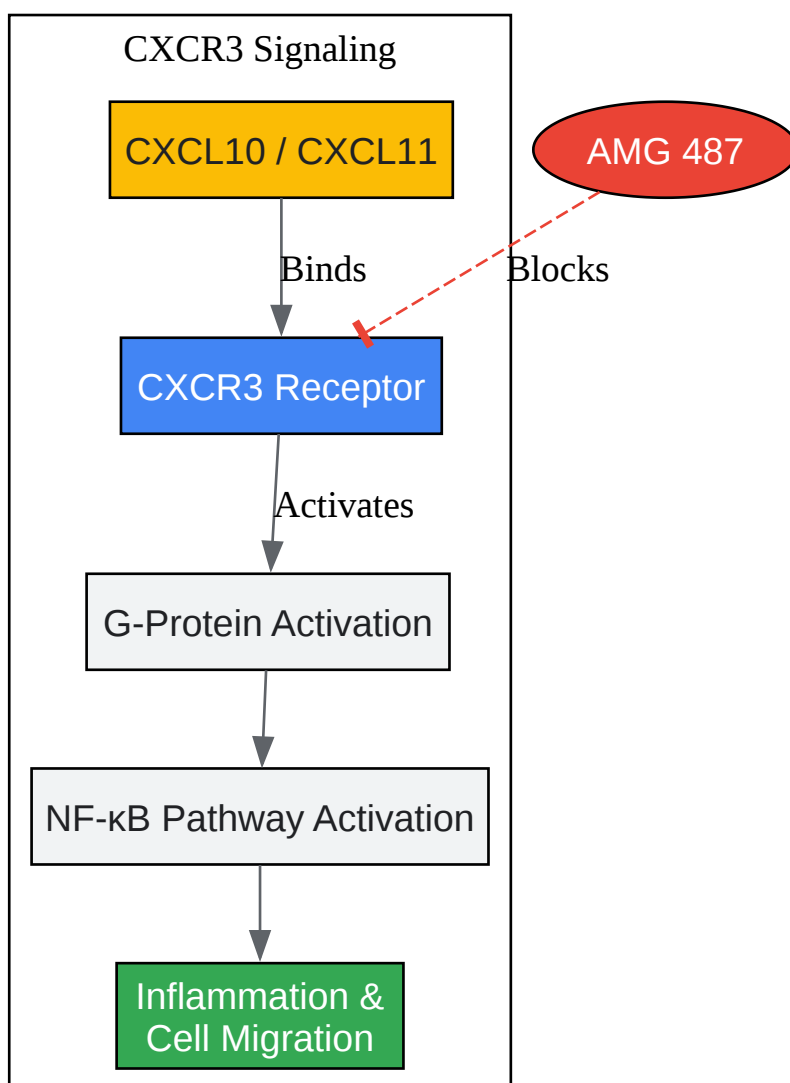 CXCR3 Signaling
CXCL10 / CXCL11
AMG 487
Binds
Blocks
CXCR3 Receptor
Activates
G-Protein Activation
NF-κB Pathway Activation
Inflammation &
Cell Migration